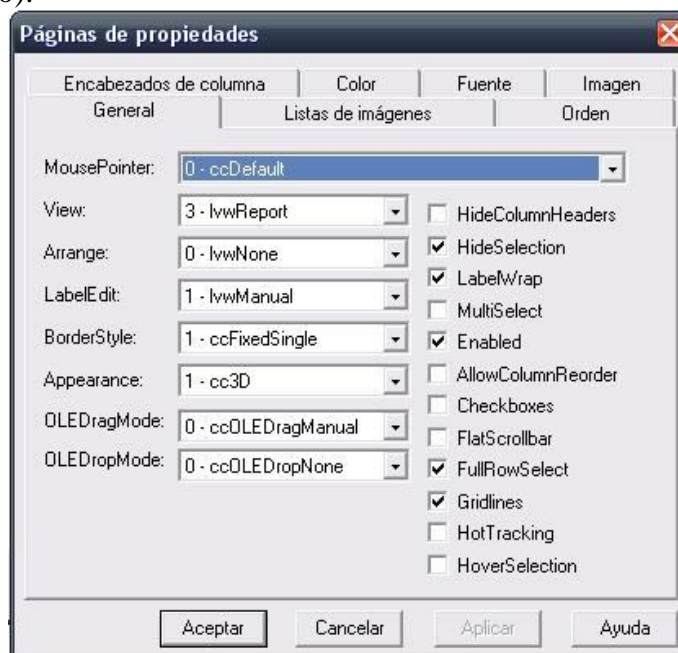 o).
Páginas de propiedades
Encabezados de columna Color Fuente Imagen
General Listas de imágenes Orden
MousePointer: 0 - ccDefault
View: 3 - lvwReport
Arrange: 0 - lvwNone
LabelEdit: 1 - lvwManual
BorderStyle: 1 - ccFixedSingle
Appearance: 1 - cc3D
OLEDragMode: 0 - ccOLEDragManual
OLEDropMode: 0 - ccOLEDropNone
HideColumnHeaders
HideSelection
LabelWrap
MultiSelect
Enabled
AllowColumnReorder
Checkboxes
FlatScrollbar
FullRowSelect
Gridlines
HotTracking
HoverSelection
Aceptar Cancelar Aplicar Ayuda